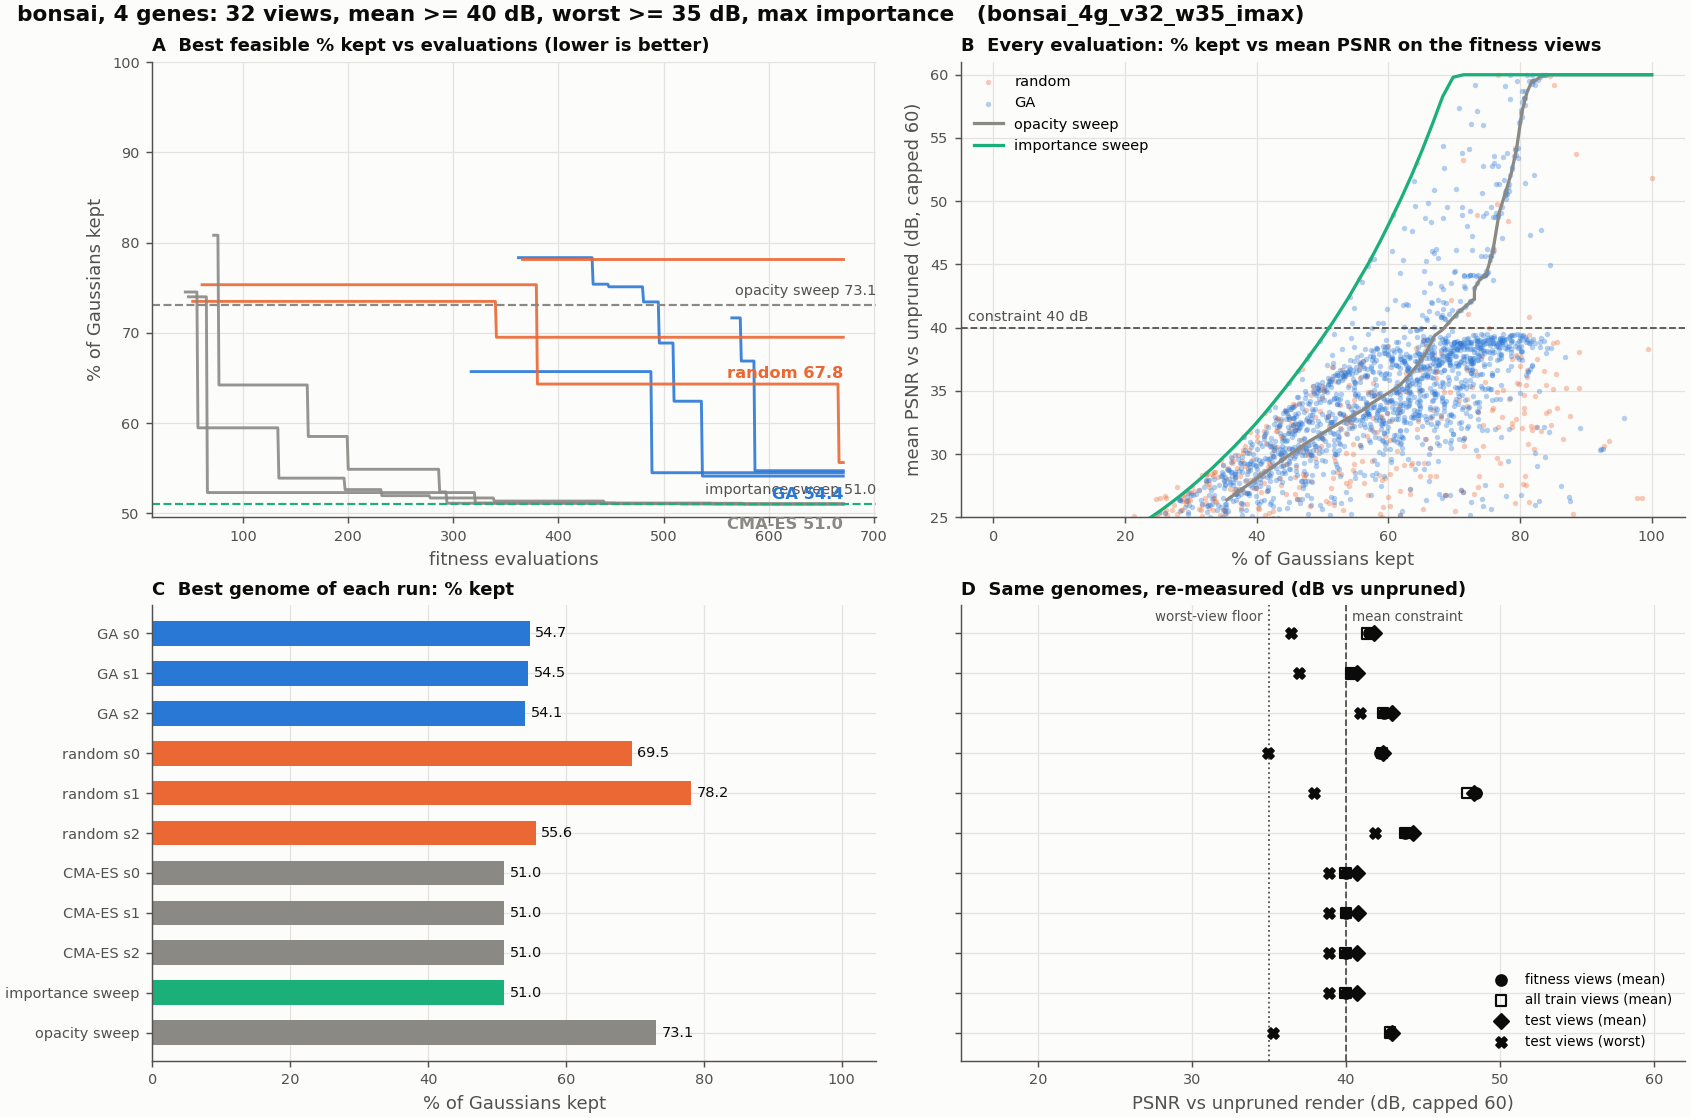 bonsai, 4 genes: 32 views, mean >= 40 dB, worst >= 35 dB, max importance (bonsai_4g_v32_w35_imax)
A Best feasible % kept vs evaluations (lower is better)
% of Gaussians kept
100
90
80
70
60
50
opacity sweep 73.1
random 67.8
importance sweep 51.0
GA 54.4
CMA-ES 51.0
100
200
300
400
500
600
700
fitness evaluations
B Every evaluation: % kept vs mean PSNR on the fitness views
mean PSNR vs unpruned (dB, capped 60)
60
55
50
45
40
35
30
25
random
GA
opacity sweep
importance sweep
constraint 40 dB
0
20
40
60
80
100
% of Gaussians kept
C Best genome of each run: % kept
GA s0
54.7
GA s1
54.5
GA s2
54.1
random s0
69.5
random s1
78.2
random s2
55.6
CMA-ES s0
51.0
CMA-ES s1
51.0
CMA-ES s2
51.0
importance sweep
51.0
opacity sweep
73.1
0
20
40
60
80
100
% of Gaussians kept
D Same genomes, re-measured (dB vs unpruned)
worst-view floor
mean constraint
fitness views (mean)
all train views (mean)
test views (mean)
test views (worst)
20
30
40
50
60
PSNR vs unpruned render (dB, capped 60)